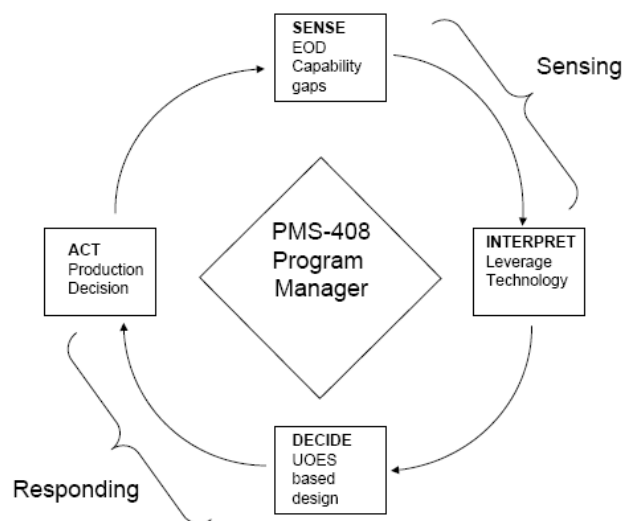 SENSE
EOD
Capability
gaps
Sensing
PMS-408
Program
Manager
ACT
Production
Decision
INTERPRET
Leverage
Technology
DECIDE
UOES
based
design
Responding